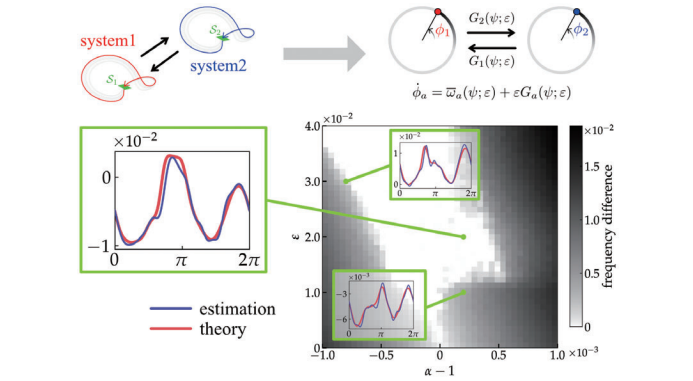 system1
S₁
S₂
system2
ϕ₁
G₂(ψ;ε)
G₁(ψ;ε)
ϕ₂
ϕ̇ₐ = ω̅ₐ(ψ;ε) + εGₐ(ψ;ε)
×10⁻²
0
−1
0
π
2π
estimation
theory
×10⁻²
4.0
3.0
2.0
1.0
0
ε
−1.0
−0.5
0
0.5
1.0
×10⁻³
α − 1
×10⁻²
1
0
0
π
2π
×10⁻³
−3
−6
0
π
2π
×10⁻²
1.5
1.0
0.5
0
frequency difference